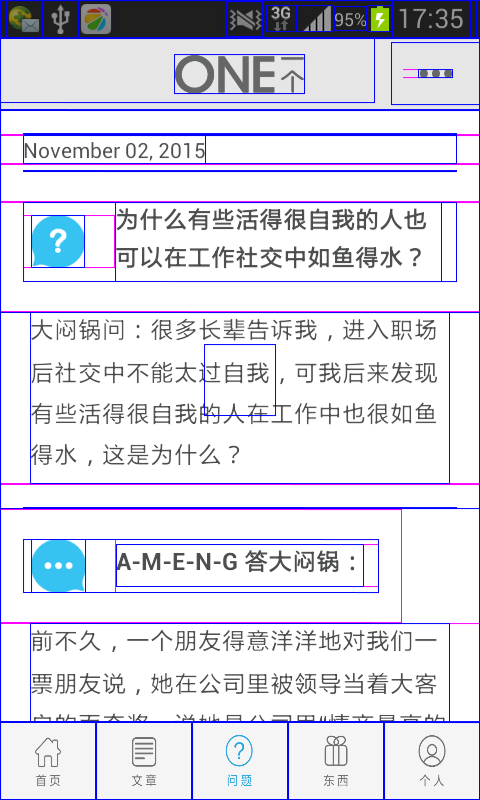 3G
95%
17:35
ONE一个
November 02, 2015
为什么有些活得很自我的人也
可以在工作社交中如鱼得水？
大闷锅问：很多长辈告诉我，进入职场
后社交中不能太过自我，可我后来发现
有些活得很自我的人在工作中也很如鱼
得水，这是为什么？
A-M-E-N-G 答大闷锅：
前不久，一个朋友得意洋洋地对我们一
票朋友说，她在公司里被领导当着大客
首页
文章
问题
东西
个人